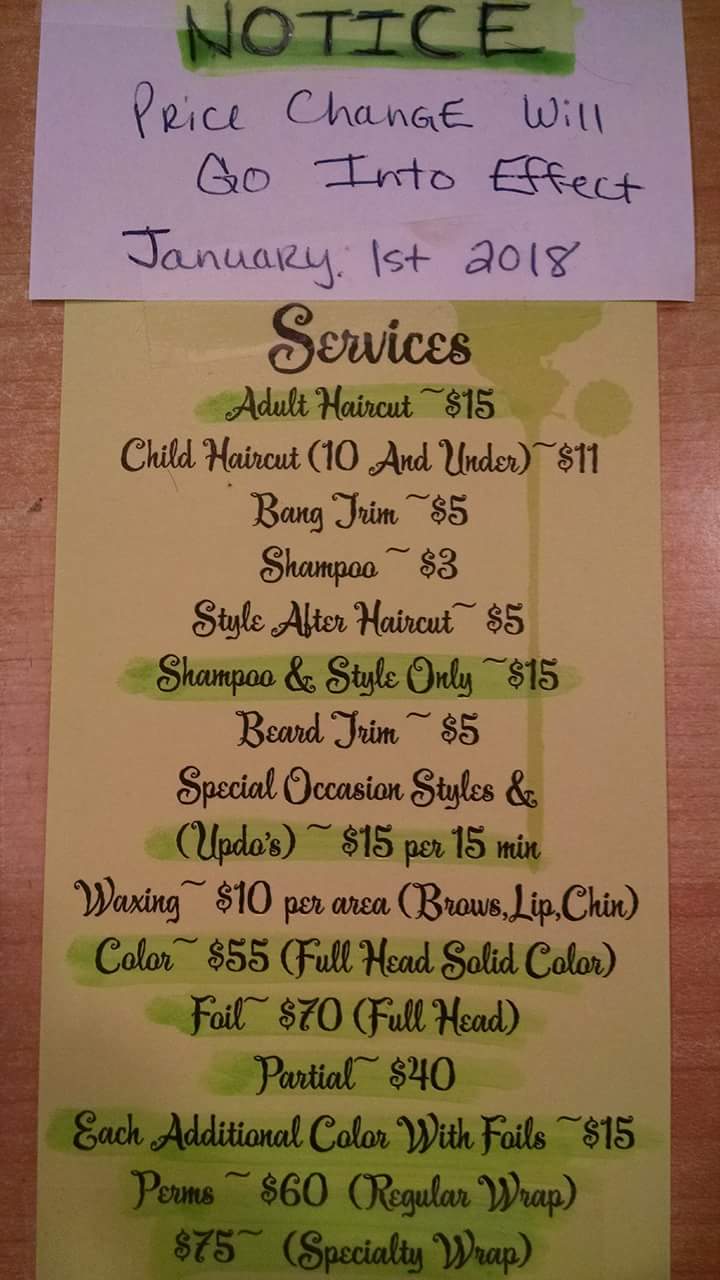 NOTICE
Price Change Will
Go Into Effect
January. 1st 2018
Services
Adult Haircut ~$15
Child Haircut (10 And Under)~$11
Bang Trim ~$5
Shampoo ~ $3
Style After Haircut~ $5
Shampoo & Style Only ~$15
Beard Trim ~ $5
Special Occasion Styles &
(Updo's) ~ $15 per 15 min
Waxing~ $10 per area (Brows,Lip,Chin)
Color~ $55 (Full Head Solid Color)
Foil~ $70 (Full Head)
Partial~ $40
Each Additional Color With Foils ~$15
Perms ~ $60 (Regular Wrap)
$75~ (Specialty Wrap)